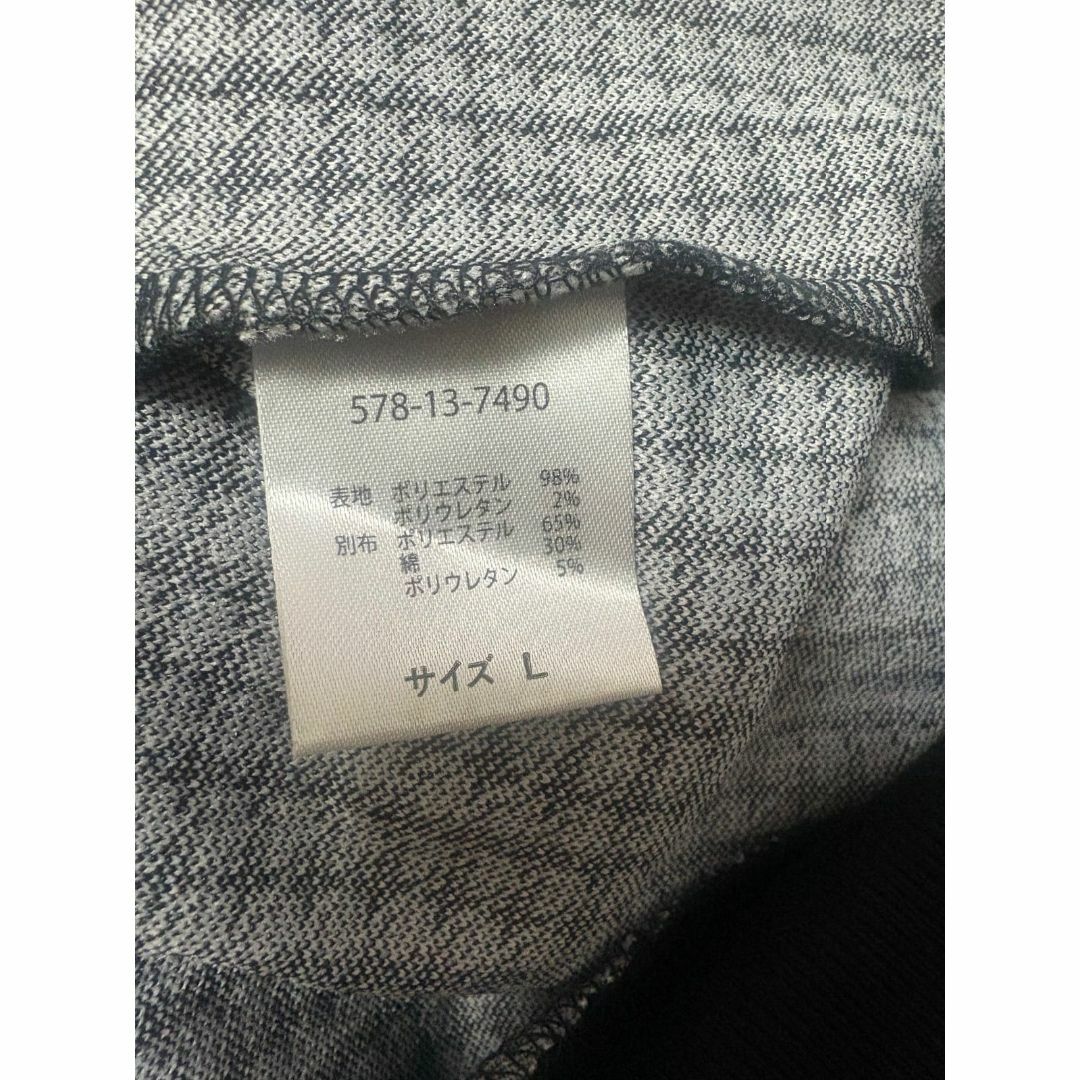 578-13-7490
表地 ポリエステル 98%
ポリウレタン 2%
別布 ポリエステル 65%
綿 30%
ポリウレタン 5%
サイズ L